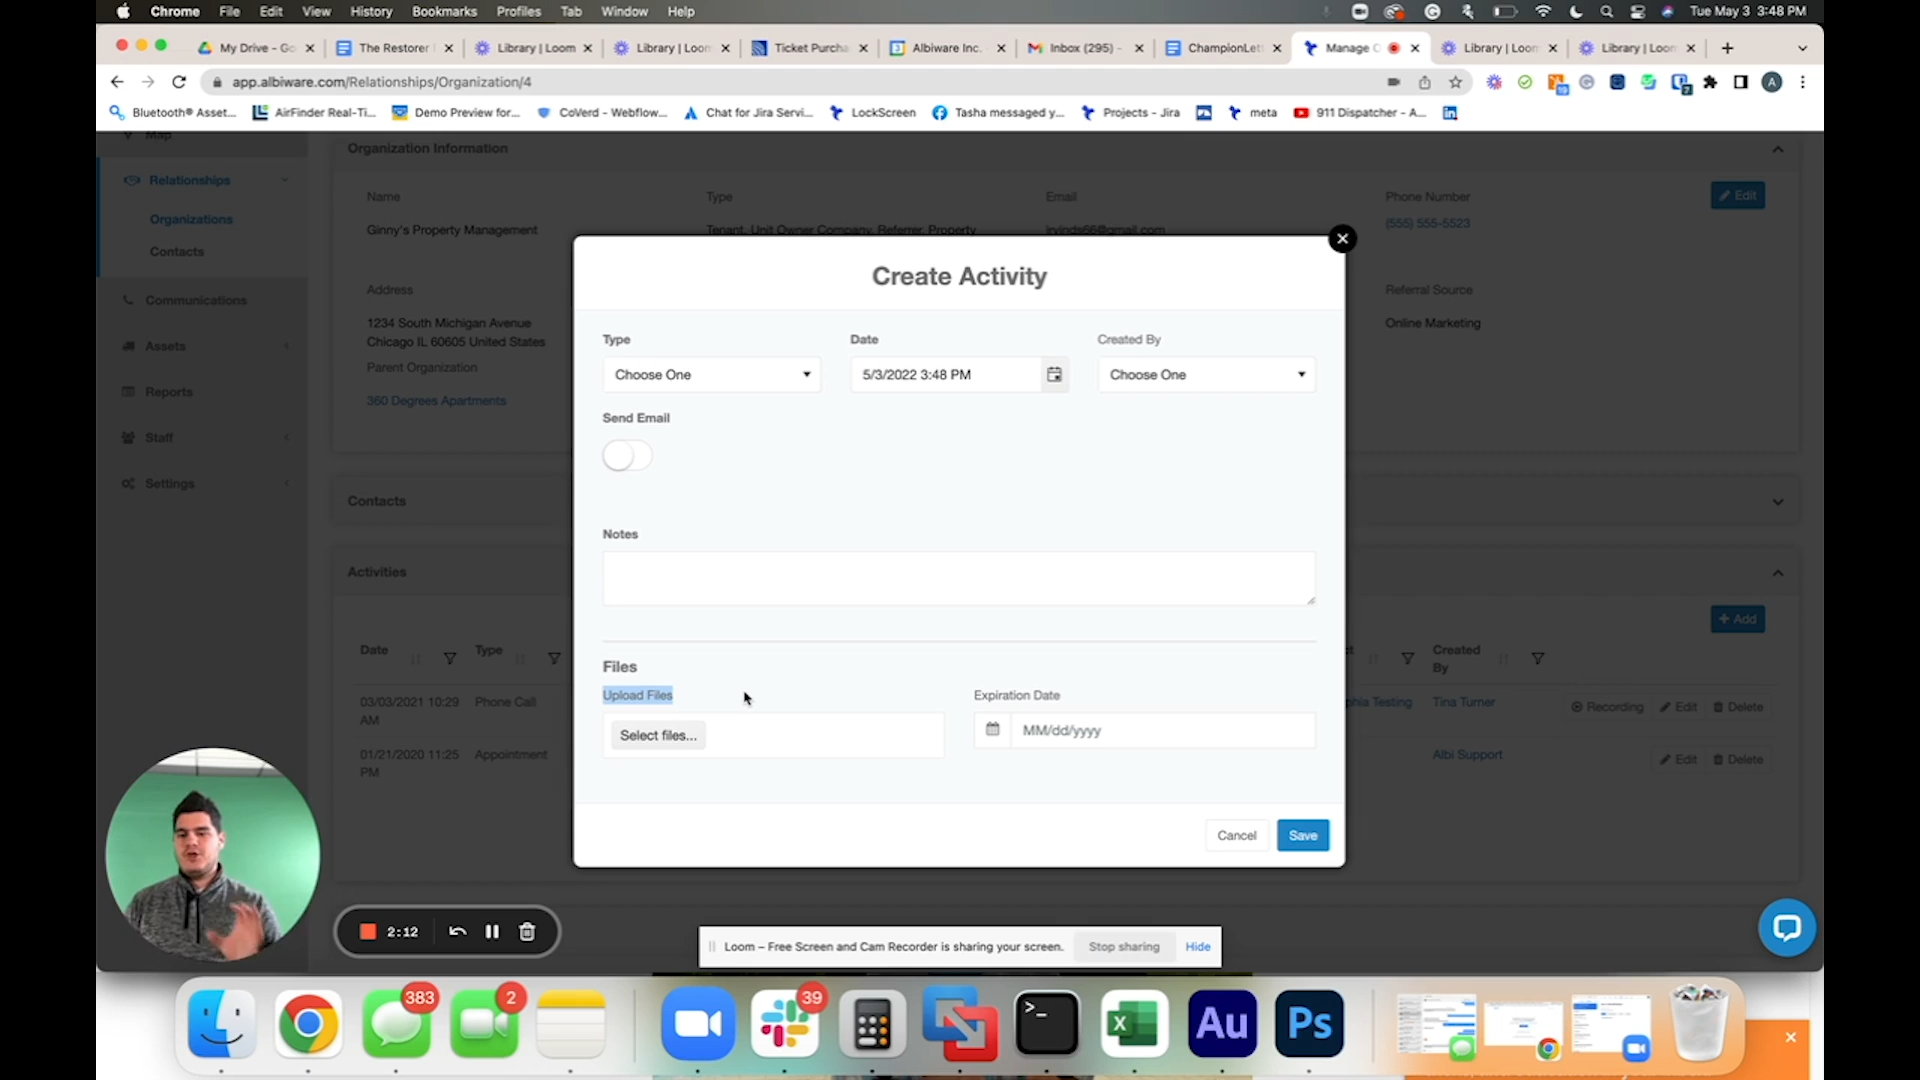 Chrome File Edit View History Bookmarks Profiles Tab Window Help
Tue May 3 3:48 PM
My Drive - Go
The Restorer
Library | Loom
Library | Loom
Ticket Purcha
Albiware Inc.
Inbox (295) -
ChampionLett
Manage O
Library | Loom
Library | Loom
app.albiware.com/Relationships/Organization/4
19
2
A
Bluetooth® Asset...
AirFinder Real-Ti...
Demo Preview for...
CoVerd - Webflow...
Chat for Jira Servi...
LockScreen
Tasha messaged y...
Projects - Jira
meta
911 Dispatcher - A...
Map
Relationships
Organizations
Contacts
Communications
Assets
Reports
Staff
Settings
Organization Information
Name
Type
Email
Phone Number
Edit
Ginny's Property Management
Tenant, Unit Owner Company, Referrer, Property
irvinds66@gmail.com
(555) 555-5523
Address
Referral Source
1234 South Michigan Avenue
Chicago IL 60605 United States
Online Marketing
Parent Organization
360 Degrees Apartments
Contacts
Activities
+ Add
Date
Type
Created
By
03/03/2021 10:29
AM
Phone Call
Testing
Tina Turner
Recording
Edit
Delete
01/21/2020 11:25
PM
Appointment
Albi Support
Edit
Delete
Create Activity
Type
Date
Created By
Choose One
5/3/2022 3:48 PM
Choose One
Send Email
Notes
Files
Upload Files
Expiration Date
Select files...
MM/dd/yyyy
Cancel
Save
2:12
Loom – Free Screen and Cam Recorder is sharing your screen.
Stop sharing
Hide
383
2
39
>_
X
Au
Ps